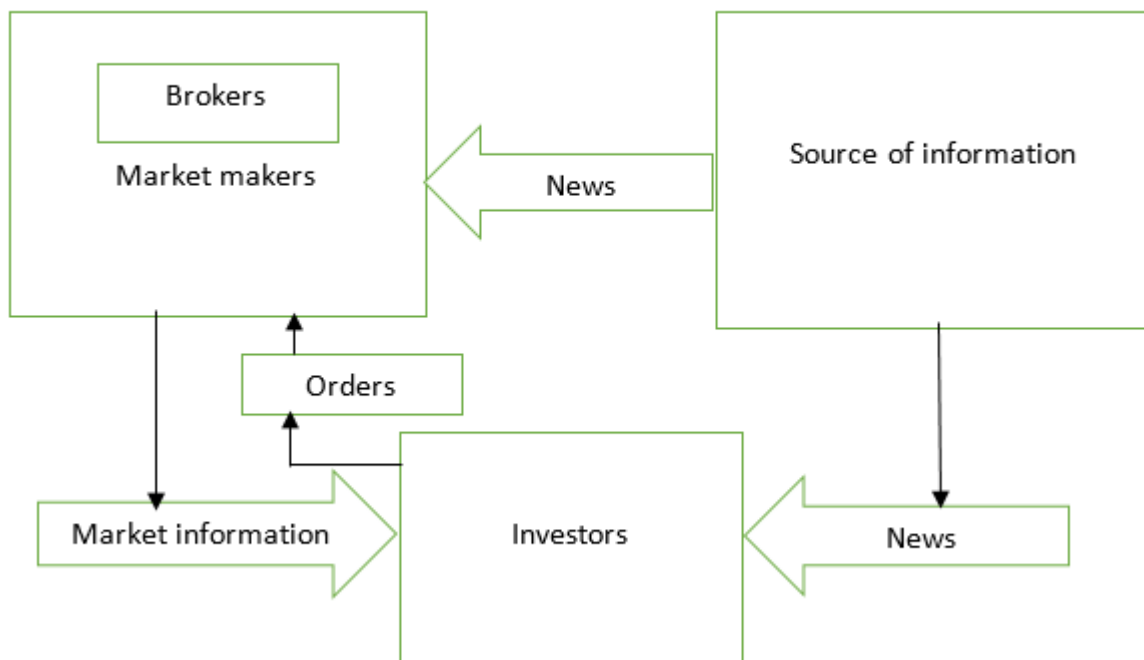 Brokers
Market makers
News
Source of information
Orders
Market information
Investors
News